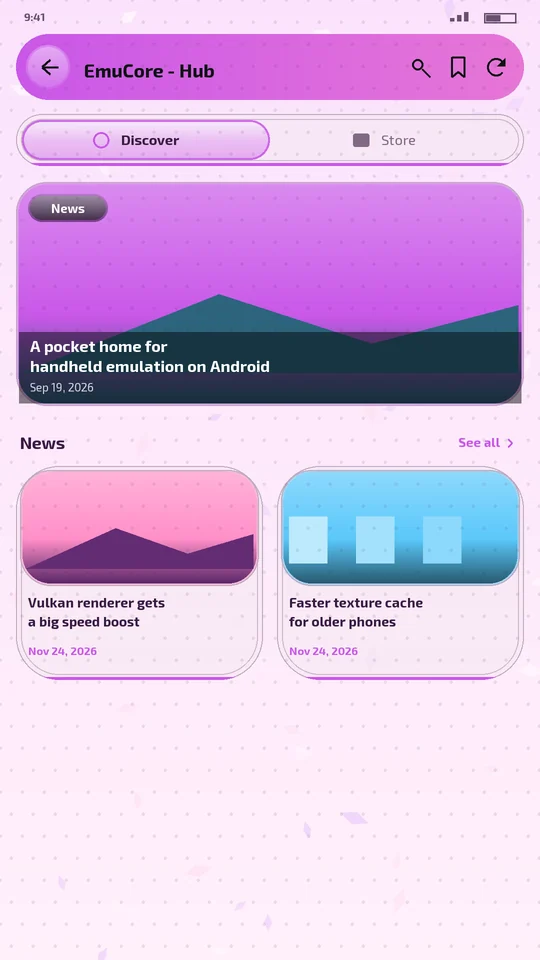 9:41
EmuCore - Hub
Discover
Store
News
A pocket home for
handheld emulation on Android
Sep 19, 2026
News
See all
Vulkan renderer gets
a big speed boost
Nov 24, 2026
Faster texture cache
for older phones
Nov 24, 2026